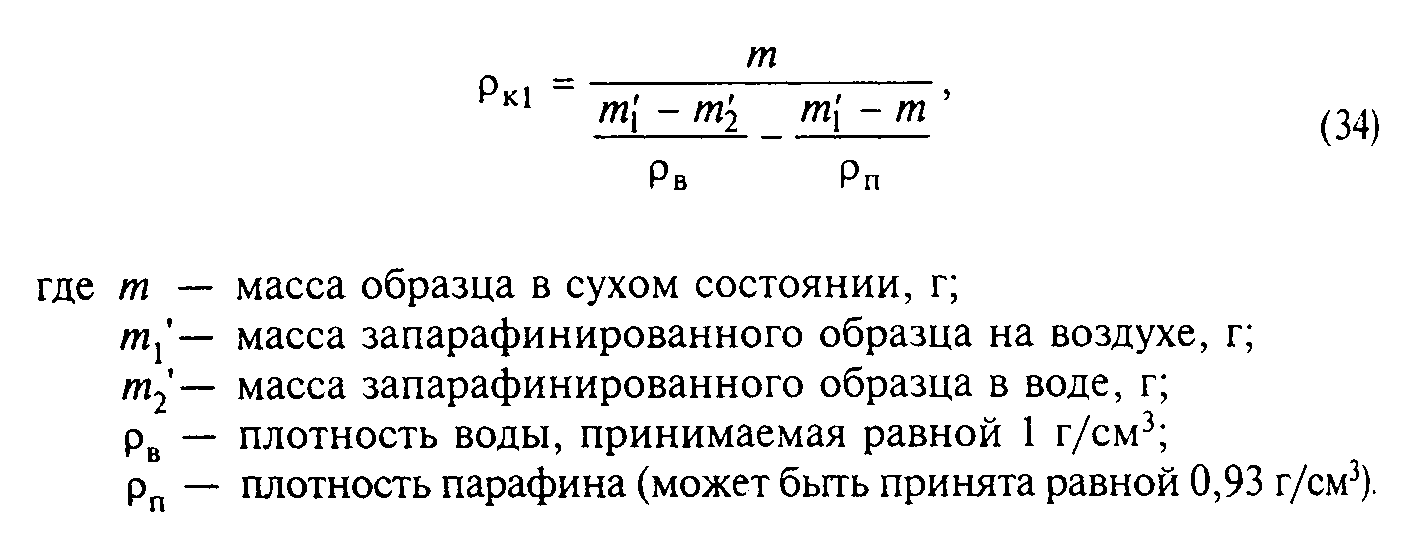 ρк1 = m / ((m1' − m2') / ρв − (m1' − m) / ρп), (34)
где m — масса образца в сухом состоянии, г;
m1' — масса запарафинированного образца на воздухе, г;
m2' — масса запарафинированного образца в воде, г;
ρв — плотность воды, принимаемая равной 1 г/см³;
ρп — плотность парафина (может быть принята равной 0,93 г/см³).